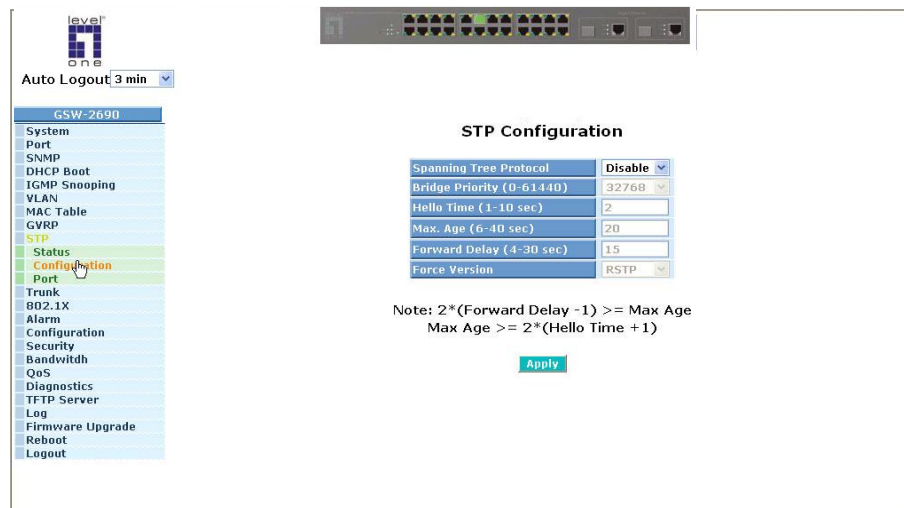 level
one
Auto Logout 3 min
GSW-2690
System
Port
SNMP
DHCP Boot
IGMP Snooping
VLAN
MAC Table
GVRP
STP
Status
Configuration
Port
Trunk
802.1X
Alarm
Configuration
Security
Bandwitdh
QoS
Diagnostics
TFTP Server
Log
Firmware Upgrade
Reboot
Logout
STP Configuration
Spanning Tree Protocol Disable
Bridge Priority (0-61440) 32768
Hello Time (1-10 sec) 2
Max. Age (6-40 sec) 20
Forward Delay (4-30 sec) 15
Force Version RSTP
Note: 2*(Forward Delay -1) >= Max Age
Max Age >= 2*(Hello Time +1)
Apply